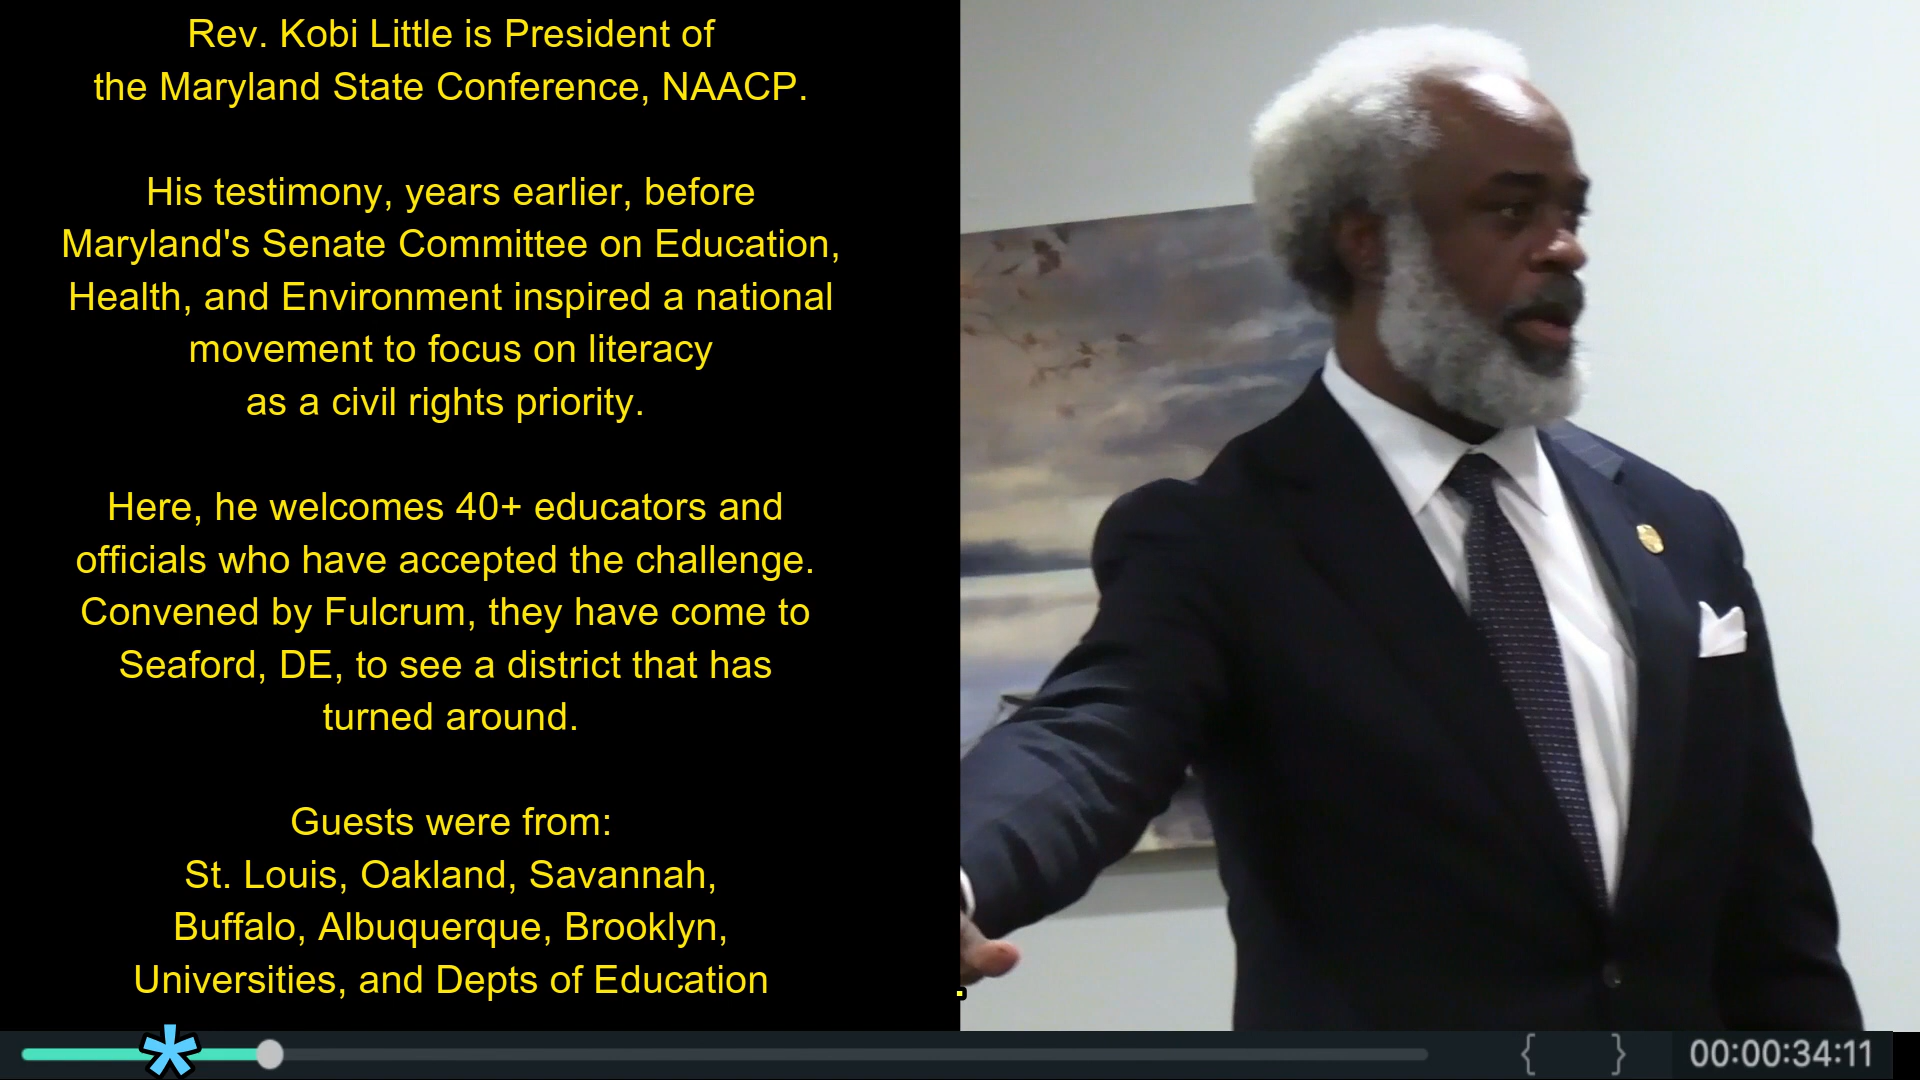 Rev. Kobi Little is President of
the Maryland State Conference, NAACP.
His testimony, years earlier, before
Maryland's Senate Committee on Education,
Health, and Environment inspired a national
movement to focus on literacy
as a civil rights priority.
Here, he welcomes 40+ educators and
officials who have accepted the challenge.
Convened by Fulcrum, they have come to
Seaford, DE, to see a district that has
turned around.
Guests were from:
St. Louis, Oakland, Savannah,
Buffalo, Albuquerque, Brooklyn,
Universities, and Depts of Education
* { } 00:00:34:11